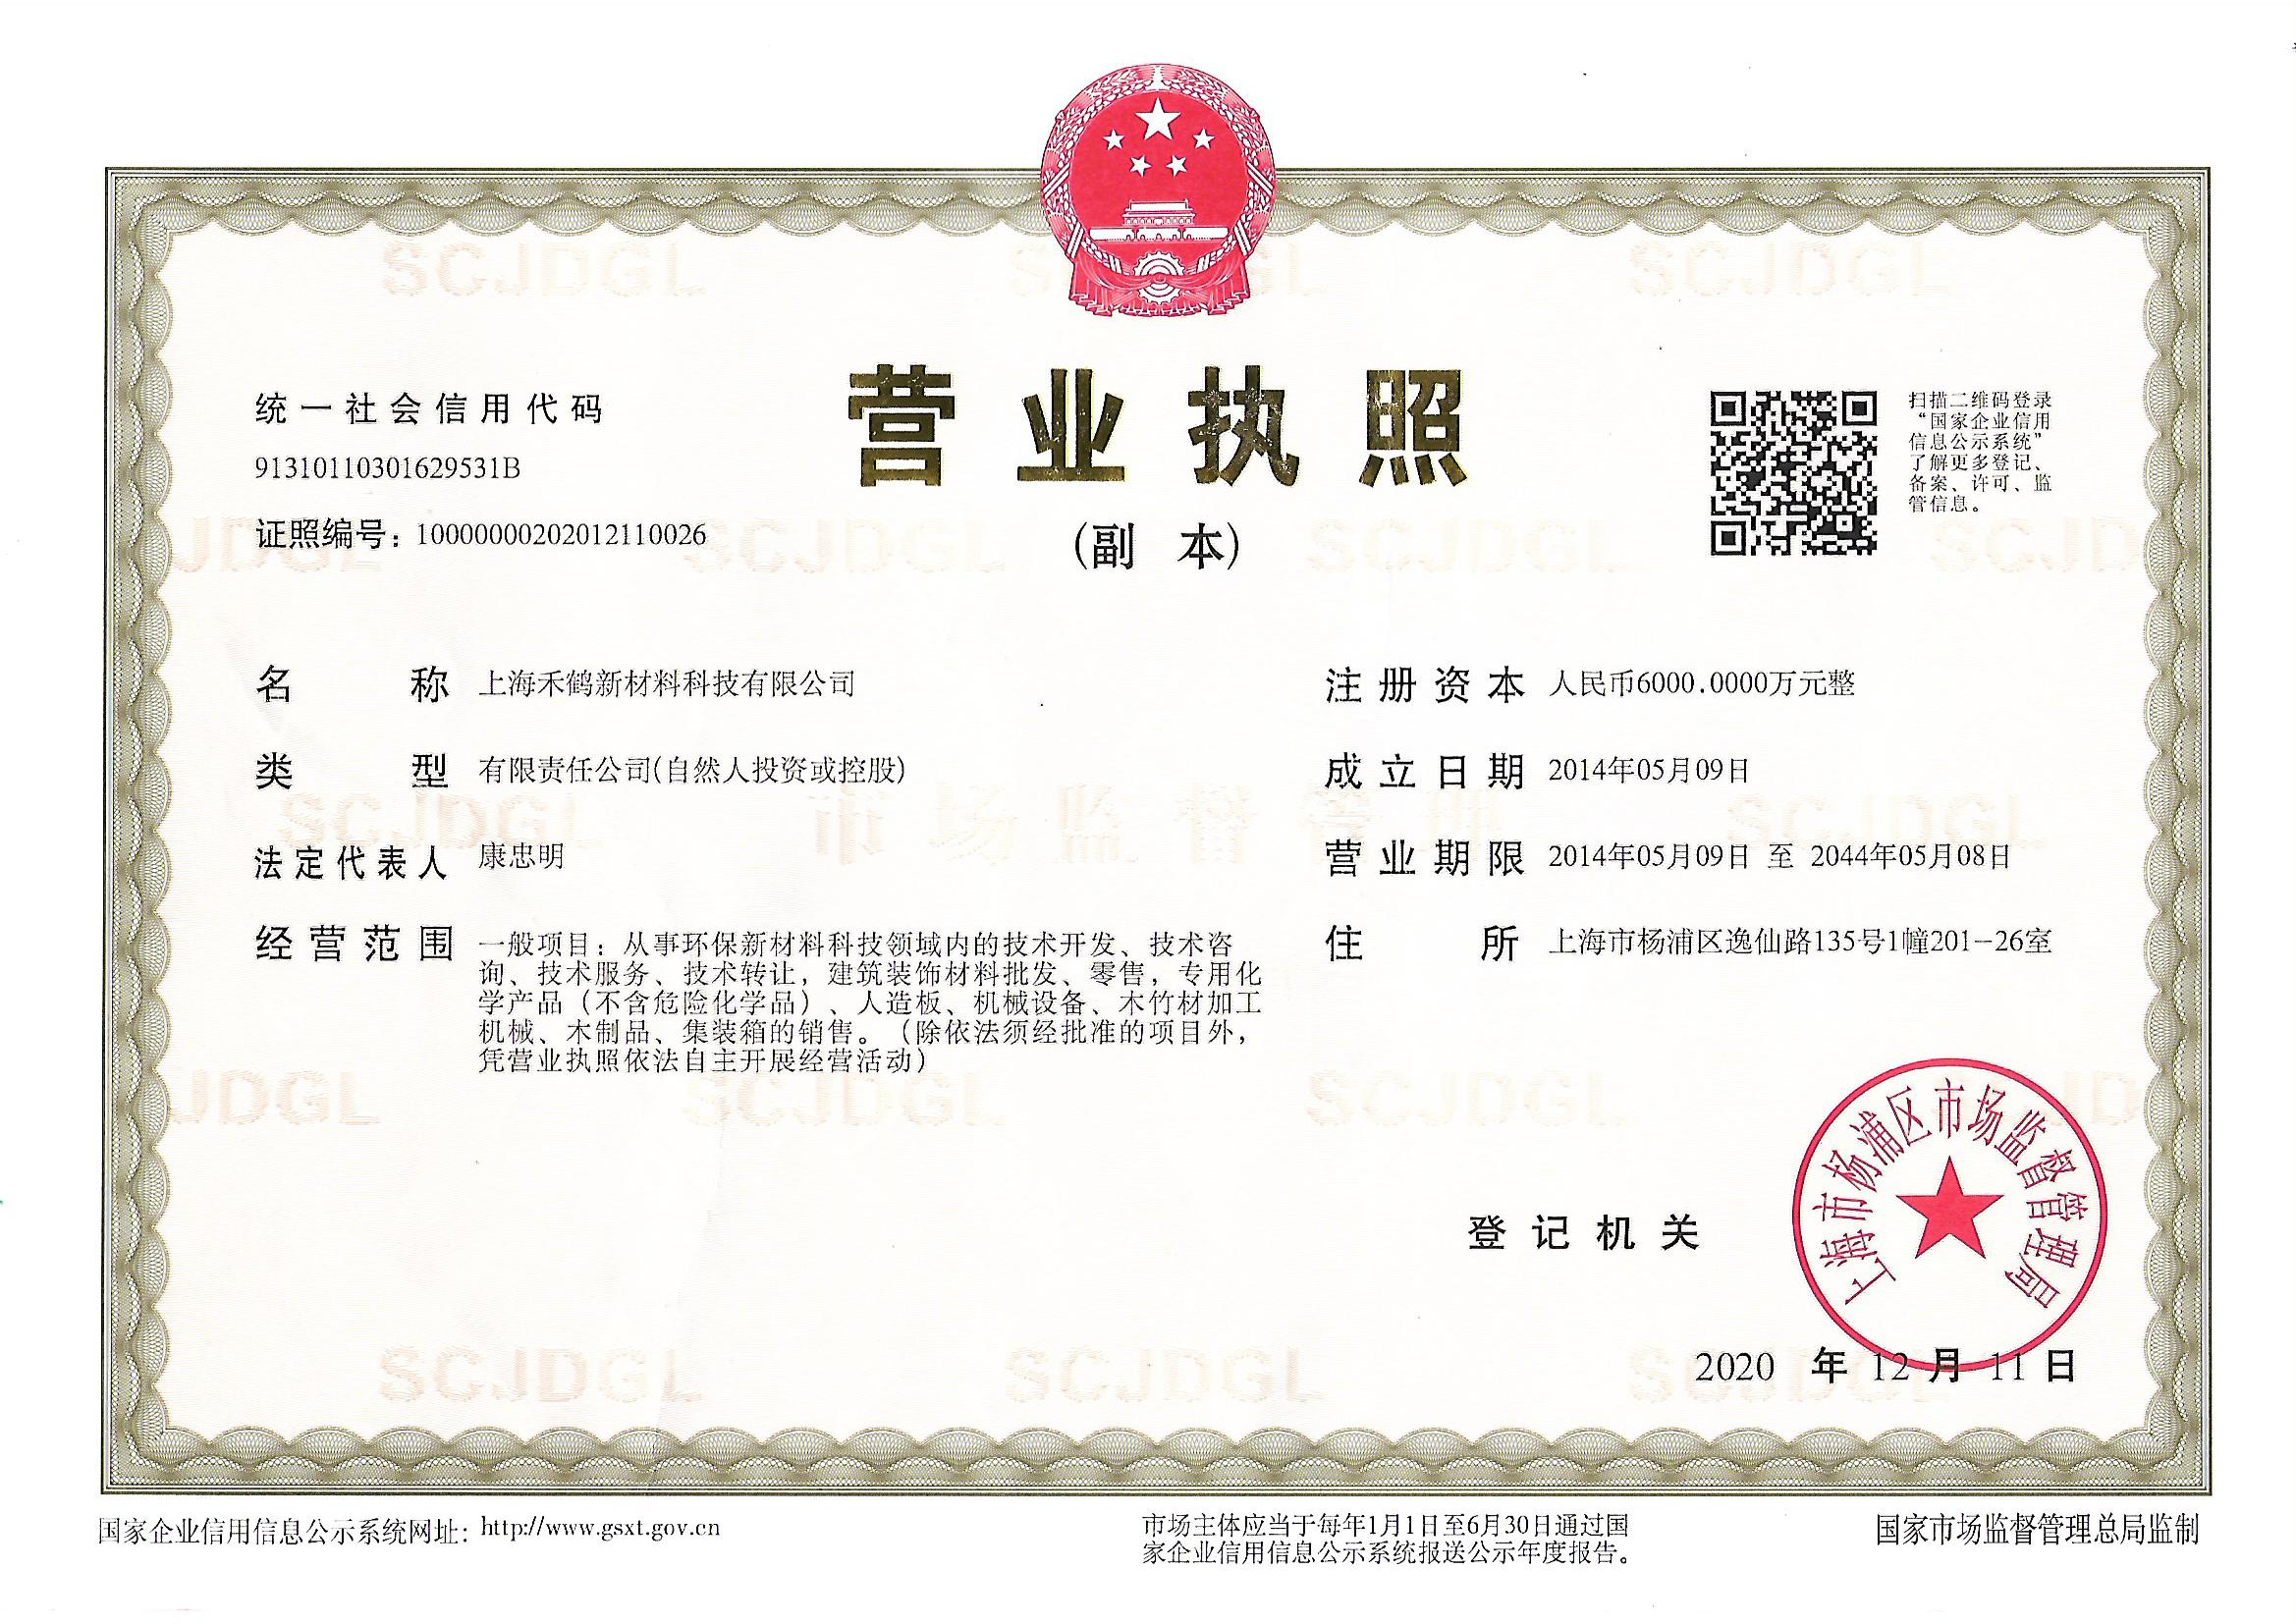 营业执照
(副 本)
统一社会信用代码
91310110301629531B
证照编号：10000000202012110026
扫描二维码登录
“国家企业信用
信息公示系统”
了解更多登记、
备案、许可、监
管信息。
名 称 上海禾鹤新材料科技有限公司
类 型 有限责任公司(自然人投资或控股)
法定代表人 康忠明
经营范围 一般项目：从事环保新材料科技领域内的技术开发、技术咨
询、技术服务、技术转让，建筑装饰材料批发、零售，专用化
学产品（不含危险化学品）、人造板、机械设备、木竹材加工
机械、木制品、集装箱的销售。（除依法须经批准的项目外，
凭营业执照依法自主开展经营活动）
注册资本 人民币6000.0000万元整
成立日期 2014年05月09日
营业期限 2014年05月09日 至 2044年05月08日
住 所 上海市杨浦区逸仙路135号1幢201-26室
登记机关
上海市杨浦区市场监督管理局
2020 年 12 月 11 日
SCJDGL
市场监督管理
国家企业信用信息公示系统网址：http://www.gsxt.gov.cn
市场主体应当于每年1月1日至6月30日通过国
家企业信用信息公示系统报送公示年度报告。
国家市场监督管理总局监制